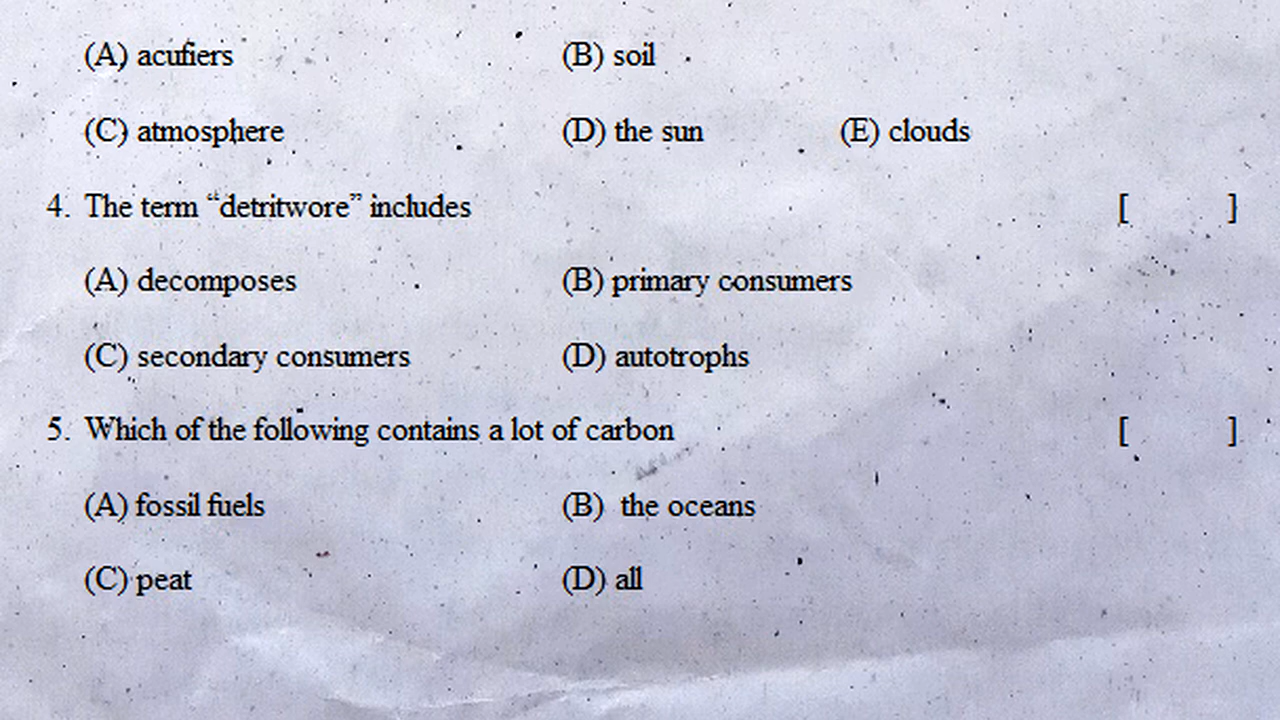 (A) acufiers (B) soil
(C) atmosphere (D) the sun (E) clouds
4. The term “detritwore” includes [ ]
(A) decomposes (B) primary consumers
(C) secondary consumers (D) autotrophs
5. Which of the following contains a lot of carbon [ ]
(A) fossil fuels (B) the oceans
(C) peat (D) all